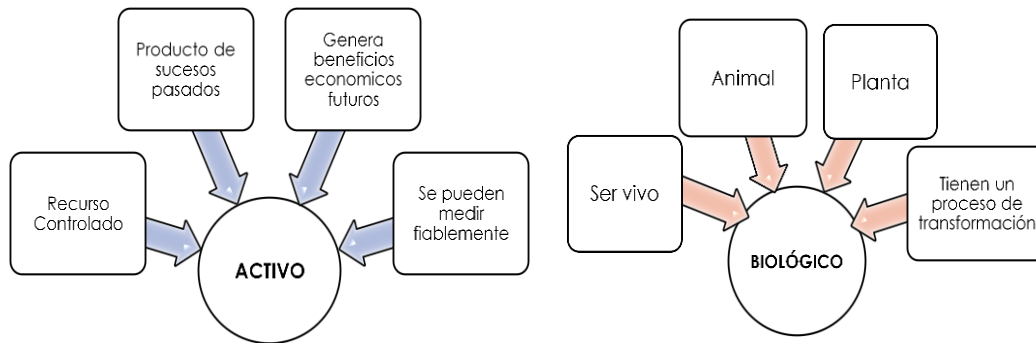 Producto de
sucesos
pasados
Genera
beneficios
economicos
futuros
Recurso
Controlado
Se pueden
medir
fiablemente
ACTIVO
Animal
Planta
Ser vivo
Tienen un
proceso de
transformación
BIOLÓGICO